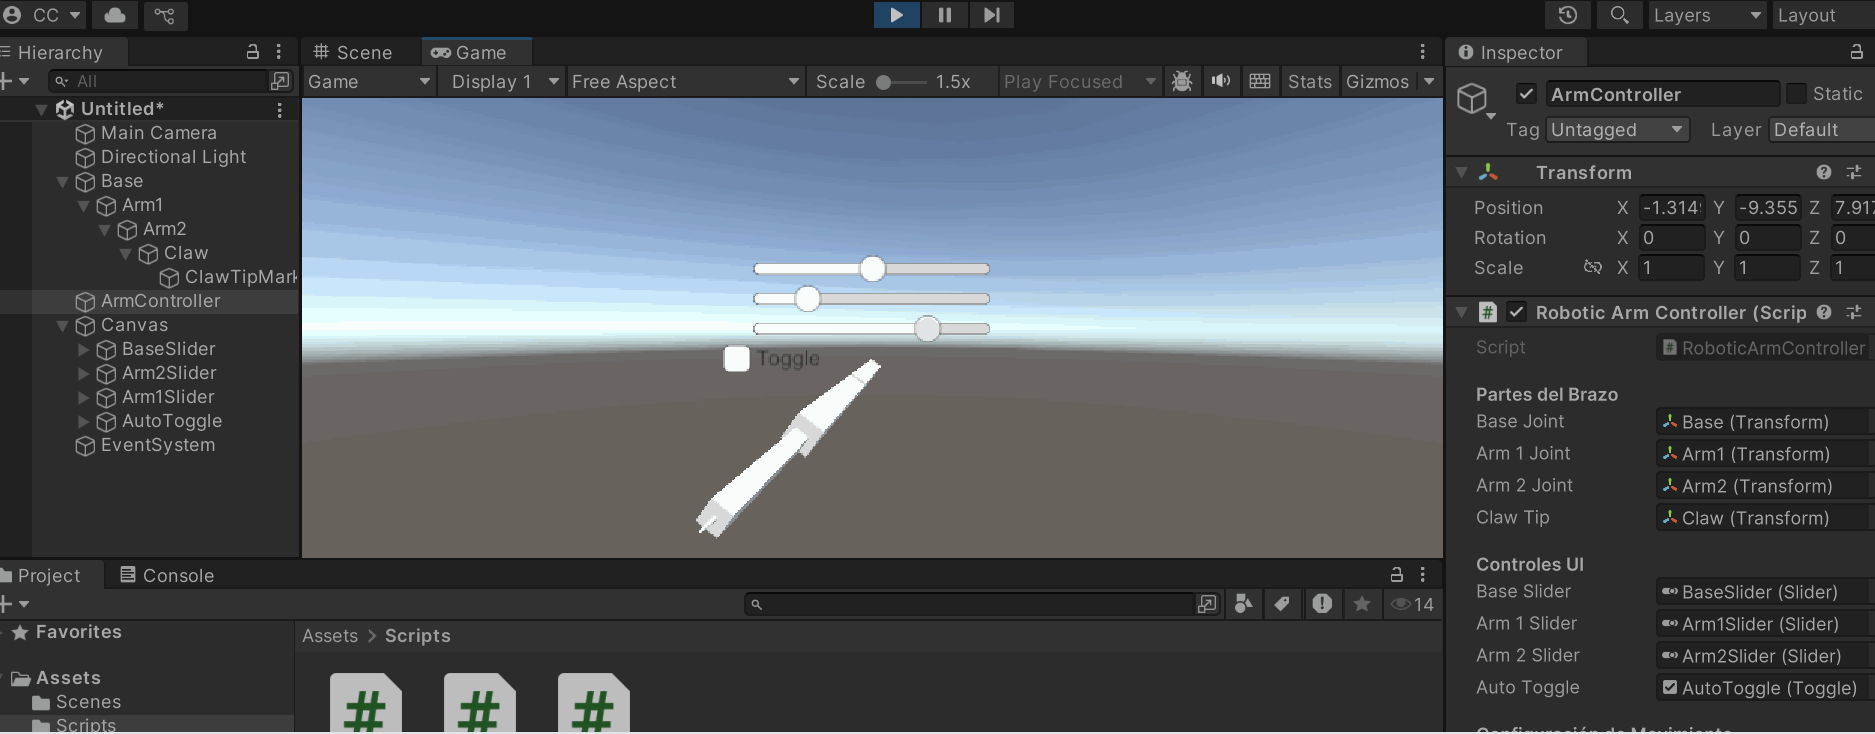 CC
Layers
Layout
Hierarchy
All
Untitled*
Main Camera
Directional Light
Base
Arm1
Arm2
Claw
ClawTipMark
ArmController
Canvas
BaseSlider
Arm2Slider
Arm1Slider
AutoToggle
EventSystem
Scene
Game
Game
Display 1
Free Aspect
Scale
1.5x
Play Focused
Stats
Gizmos
Toggle
Project
Console
14
Favorites
Assets
Scenes
Scripts
Assets > Scripts
#
#
#
Inspector
ArmController
Static
Tag Untagged
Layer Default
Transform
Position X -1.314 Y -9.355 Z 7.917
Rotation X 0 Y 0 Z 0
Scale X 1 Y 1 Z 1
# Robotic Arm Controller (Scrip
Script # RoboticArmController
Partes del Brazo
Base Joint Base (Transform)
Arm 1 Joint Arm1 (Transform)
Arm 2 Joint Arm2 (Transform)
Claw Tip Claw (Transform)
Controles UI
Base Slider BaseSlider (Slider)
Arm 1 Slider Arm1Slider (Slider)
Arm 2 Slider Arm2Slider (Slider)
Auto Toggle AutoToggle (Toggle)
Configuración de Movimiento